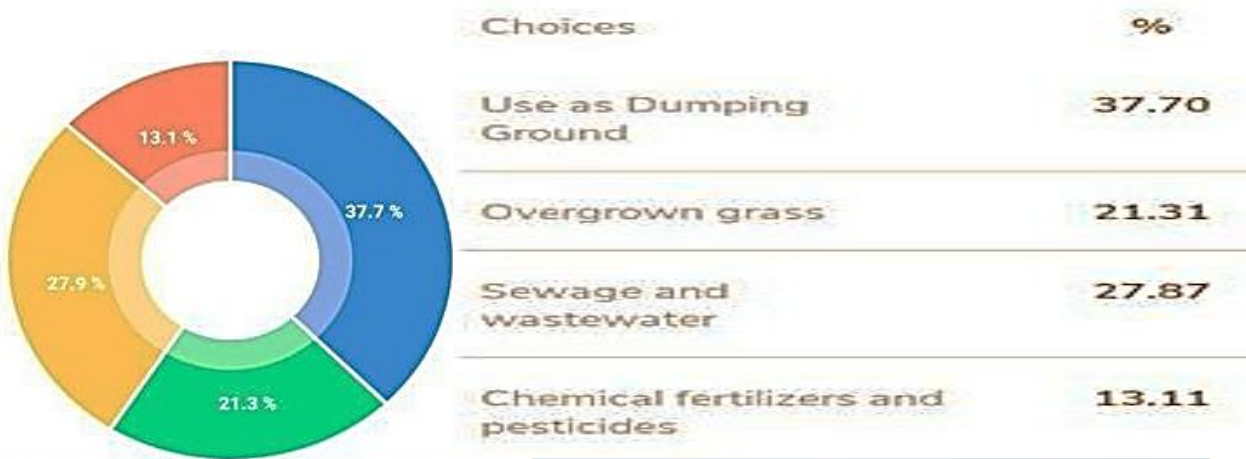 Choices %
Use as Dumping
Ground
37.70
Overgrown grass 21.31
Sewage and
wastewater
27.87
Chemical fertilizers and
pesticides
13.11
13.1 %
37.7 %
27.9 %
21.3 %